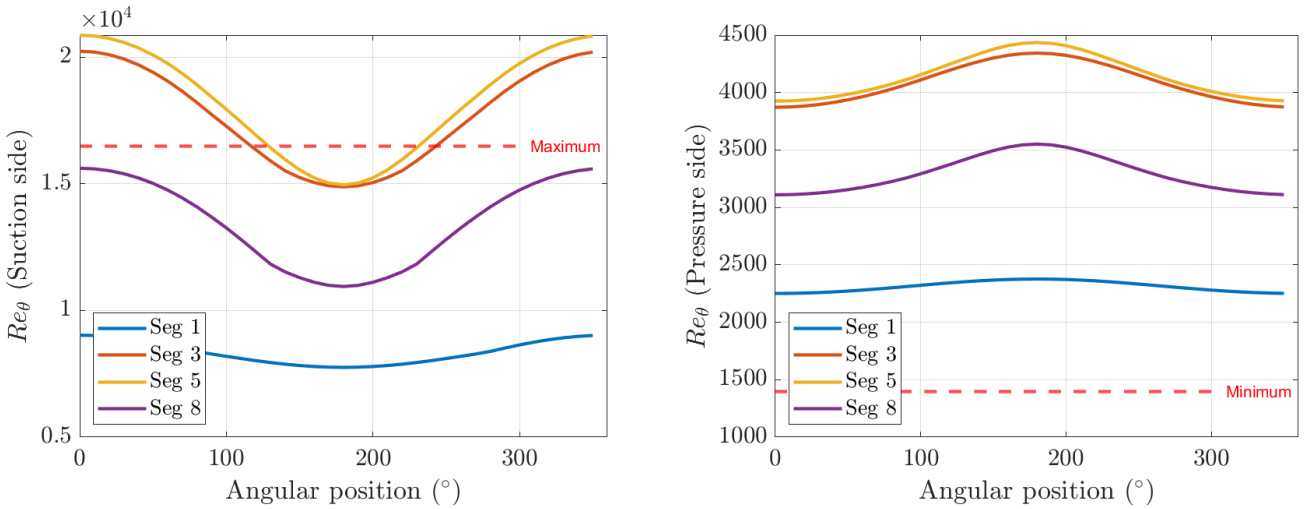 ×10⁴
2
1.5
1
0.5
0
100
200
300
Re_θ (Suction side)
Angular position (°)
Maximum
Seg 1
Seg 3
Seg 5
Seg 8
4500
4000
3500
3000
2500
2000
1500
1000
0
100
200
300
Re_θ (Pressure side)
Angular position (°)
Minimum
Seg 1
Seg 3
Seg 5
Seg 8